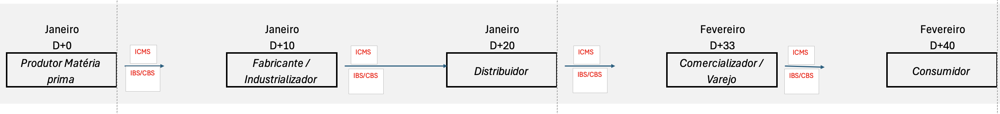 Janeiro
D+0
Produtor Matéria
prima
ICMS
IBS/CBS
Janeiro
D+10
Fabricante /
Industrializador
ICMS
IBS/CBS
Janeiro
D+20
Distribuidor
ICMS
IBS/CBS
Fevereiro
D+33
Comercializador /
Varejo
ICMS
IBS/CBS
Fevereiro
D+40
Consumidor